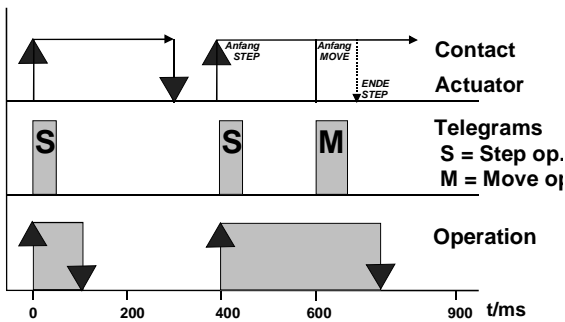 Anfang
STEP
Anfang
MOVE
Contact
ENDE
STEP
Actuator
S
S
M
Telegrams
S = Step op.
M = Move op
Operation
0
200
400
600
900
t/ms